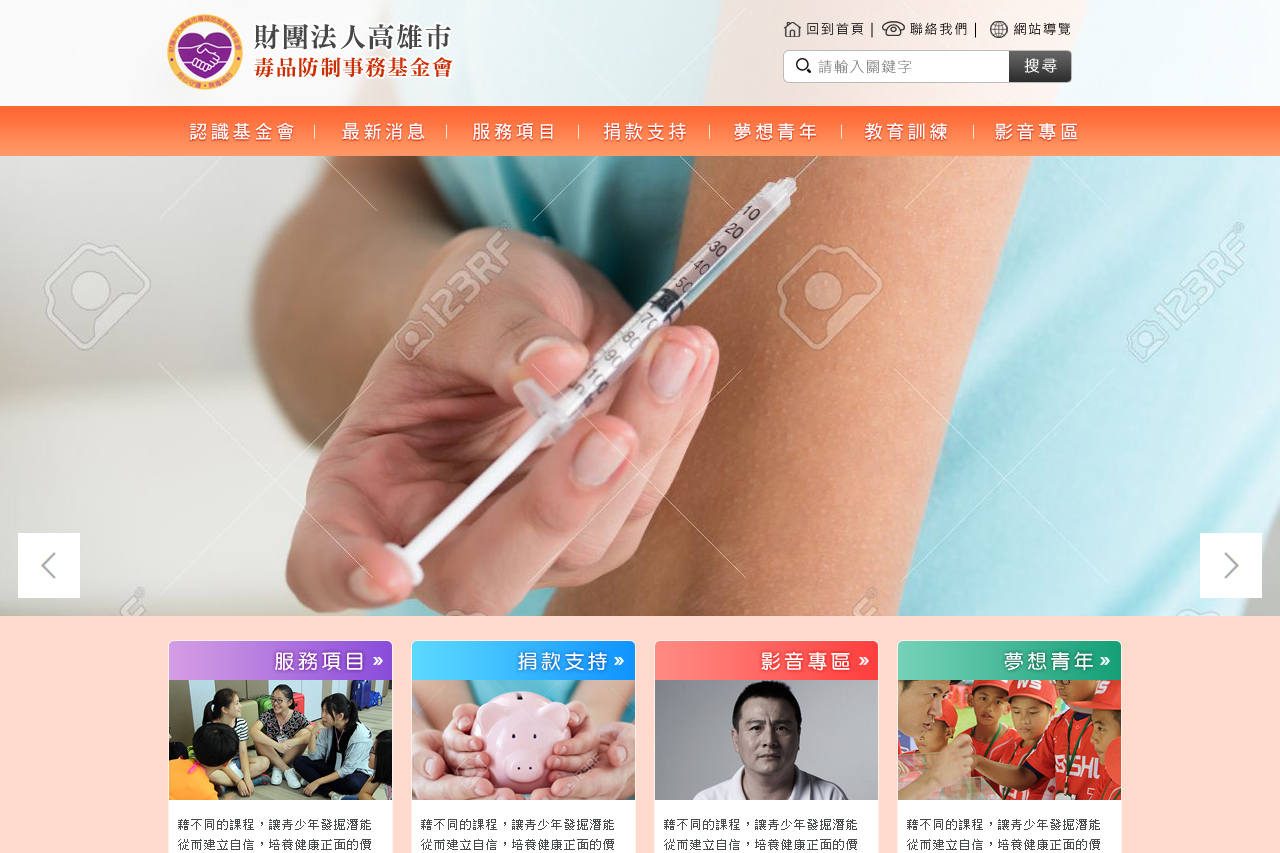 財團法人高雄市
毒品防制事務基金會
回到首頁 | 聯絡我們 | 網站導覽
請輸入關鍵字 搜尋
認識基金會 最新消息 服務項目 捐款支持 夢想青年 教育訓練 影音專區
10
20
30
40
50
70
80
90
100
123RF
123RF
服務項目 » 捐款支持 » 影音專區 » 夢想青年 »
藉不同的課程，讓青少年發掘潛能 藉不同的課程，讓青少年發掘潛能 藉不同的課程，讓青少年發掘潛能 藉不同的課程，讓青少年發掘潛能
從而建立自信，培養健康正面的價 從而建立自信，培養健康正面的價 從而建立自信，培養健康正面的價 從而建立自信，培養健康正面的價